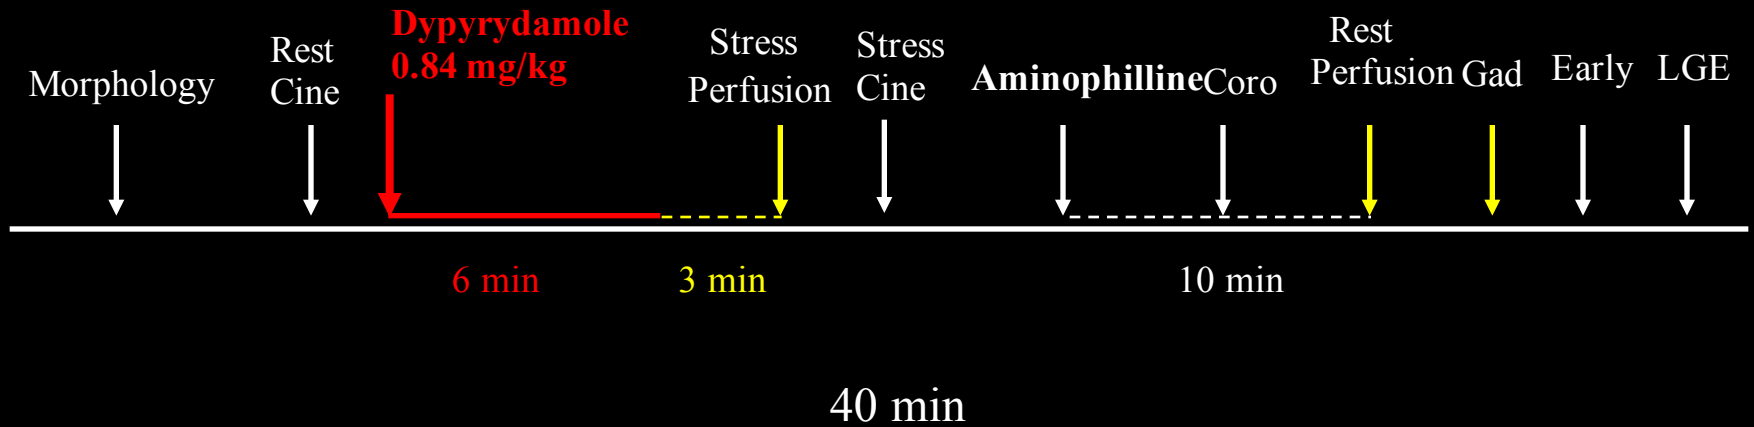 Morphology
Rest
Cine
Dypyrydamole
0.84 mg/kg
Stress
Perfusion
Stress
Cine
Aminophilline
Coro
Rest
Perfusion
Gad
Early
LGE
6 min
3 min
10 min
40 min